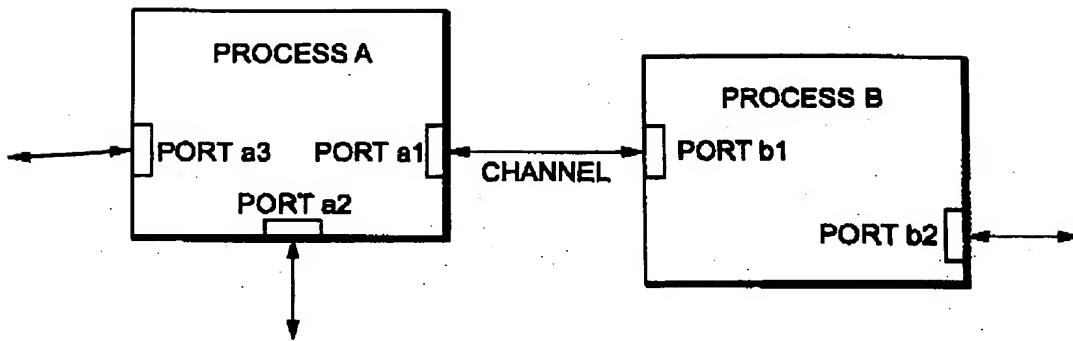 PROCESS A
PORT a3
PORT a1
PORT a2
CHANNEL
PROCESS B
PORT b1
PORT b2